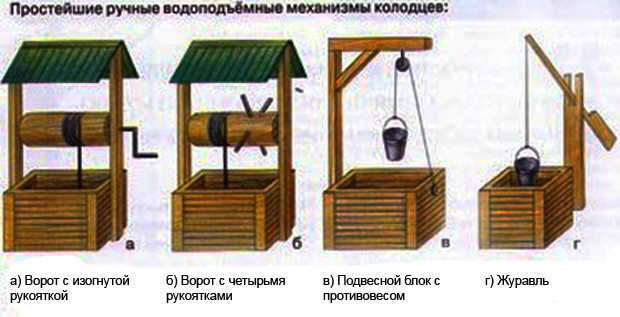 Простейшие ручные водоподъёмные механизмы колодцев:
а
б
в
г
а) Ворот с изогнутой
рукояткой
б) Ворот с четырьмя
рукоятками
в) Подвесной блок с
противовесом
г) Журавль